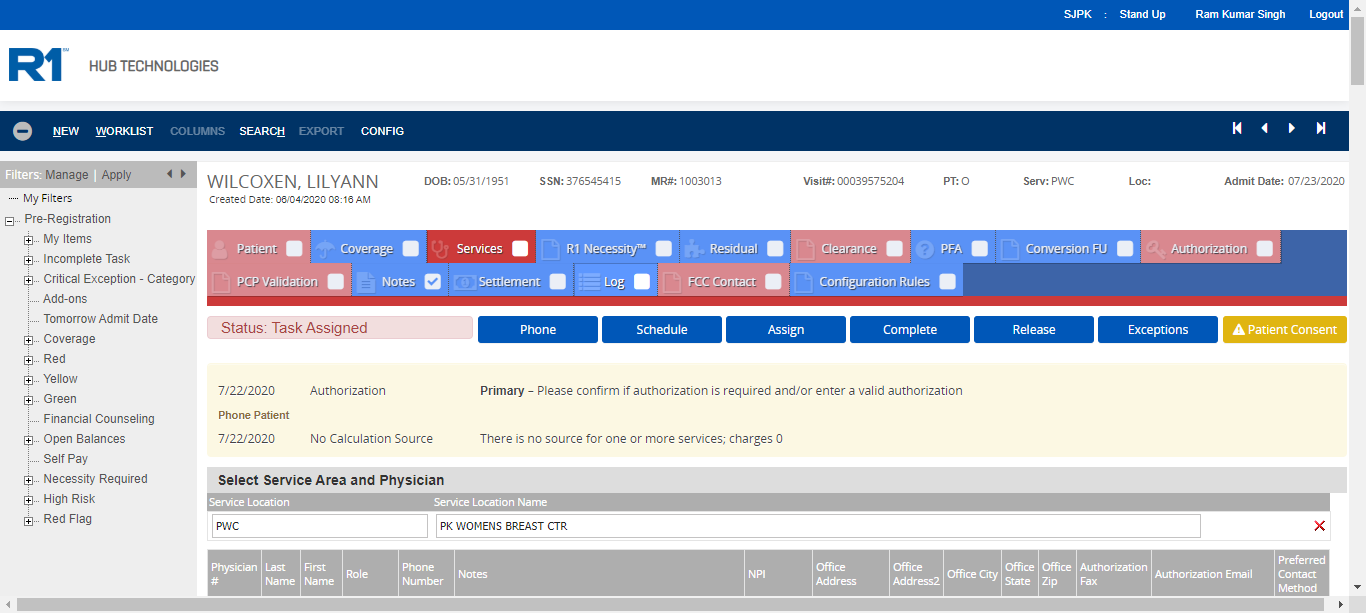 SJPK : Stand Up Ram Kumar Singh Logout
R1™ HUB TECHNOLOGIES
NEW WORKLIST COLUMNS SEARCH EXPORT CONFIG
Filters: Manage | Apply
My Filters
Pre-Registration
My Items
Incomplete Task
Critical Exception - Category
Add-ons
Tomorrow Admit Date
Coverage
Red
Yellow
Green
Financial Counseling
Open Balances
Self Pay
Necessity Required
High Risk
Red Flag
WILCOXEN, LILYANN DOB: 05/31/1951 SSN: 376545415 MR#: 1003013 Visit#: 00039575204 PT: O Serv: PWC Loc: Admit Date: 07/23/2020
Created Date: 06/04/2020 08:16 AM
Patient Coverage Services R1 Necessity™ Residual Clearance PFA Conversion FU Authorization
PCP Validation Notes Settlement Log FCC Contact Configuration Rules
Status: Task Assigned Phone Schedule Assign Complete Release Exceptions Patient Consent
7/22/2020 Authorization Primary – Please confirm if authorization is required and/or enter a valid authorization
Phone Patient
7/22/2020 No Calculation Source There is no source for one or more services; charges 0
Select Service Area and Physician
Service Location Service Location Name
PWC PK WOMENS BREAST CTR
Physician # Last Name First Name Role Phone Number Notes NPI Office Address Office Address2 Office City Office State Office Zip Authorization Fax Authorization Email Preferred Contact Method